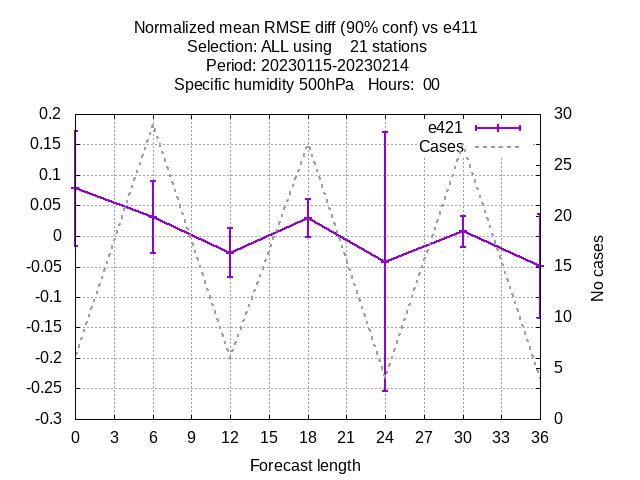 Normalized mean RMSE diff (90% conf) vs e411
Selection: ALL using    21 stations
Period: 20230115-20230214
Specific humidity 500hPa   Hours:  00
0.2
0.15
0.1
0.05
0
-0.05
-0.1
-0.15
-0.2
-0.25
-0.3
e421
Cases
30
25
20
15
10
5
0
No cases
0 3 6 9 12 15 18 21 24 27 30 33 36
Forecast length